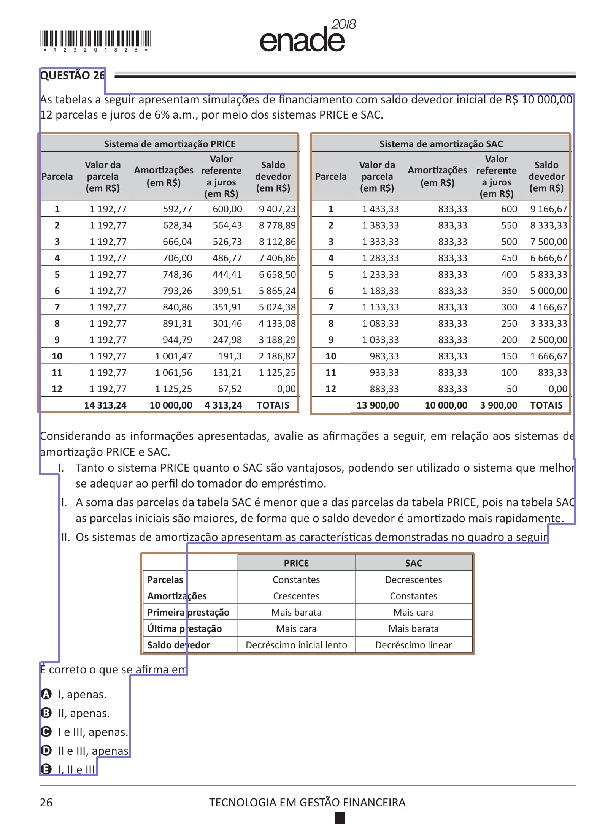 *R2620182 6*
enade 2018
QUESTÃO 26
As tabelas a seguir apresentam simulações de financiamento com saldo devedor inicial de R$ 10 000,00,
12 parcelas e juros de 6% a.m., por meio dos sistemas PRICE e SAC.
Sistema de amortização PRICE
Parcela | Valor da parcela (em R$) | Amortizações (em R$) | Valor referente a juros (em R$) | Saldo devedor (em R$)
1 1 192,77 592,77 600,00 9 407,23
2 1 192,77 628,34 564,43 8 778,89
3 1 192,77 666,04 526,73 8 112,86
4 1 192,77 706,00 486,77 7 406,86
5 1 192,77 748,36 444,41 6 658,50
6 1 192,77 793,26 399,51 5 865,24
7 1 192,77 840,86 351,91 5 024,38
8 1 192,77 891,31 301,46 4 133,08
9 1 192,77 944,79 247,98 3 188,29
10 1 192,77 1 001,47 191,3 2 186,82
11 1 192,77 1 061,56 131,21 1 125,25
12 1 192,77 1 125,25 67,52 0,00
14 313,24 10 000,00 4 313,24 TOTAIS
Sistema de amortização SAC
Parcela | Valor da parcela (em R$) | Amortizações (em R$) | Valor referente a juros (em R$) | Saldo devedor (em R$)
1 1 433,33 833,33 600 9 166,67
2 1 383,33 833,33 550 8 333,33
3 1 333,33 833,33 500 7 500,00
4 1 283,33 833,33 450 6 666,67
5 1 233,33 833,33 400 5 833,33
6 1 183,33 833,33 350 5 000,00
7 1 133,33 833,33 300 4 166,67
8 1 083,33 833,33 250 3 333,33
9 1 033,33 833,33 200 2 500,00
10 983,33 833,33 150 1 666,67
11 933,33 833,33 100 833,33
12 883,33 833,33 50 0,00
13 900,00 10 000,00 3 900,00 TOTAIS
Considerando as informações apresentadas, avalie as afirmações a seguir, em relação aos sistemas de
amortização PRICE e SAC.
I. Tanto o sistema PRICE quanto o SAC são vantajosos, podendo ser utilizado o sistema que melhor
se adequar ao perfil do tomador do empréstimo.
I. A soma das parcelas da tabela SAC é menor que a das parcelas da tabela PRICE, pois na tabela SAC
as parcelas iniciais são maiores, de forma que o saldo devedor é amortizado mais rapidamente.
II. Os sistemas de amortização apresentam as características demonstradas no quadro a seguir
PRICE SAC
Parcelas Constantes Decrescentes
Amortizações Crescentes Constantes
Primeira prestação Mais barata Mais cara
Última prestação Mais cara Mais barata
Saldo devedor Decréscimo inicial lento Decréscimo linear
É correto o que se afirma em
A I, apenas.
B II, apenas.
C I e III, apenas.
D II e III, apenas
E I, II e III
26 TECNOLOGIA EM GESTÃO FINANCEIRA